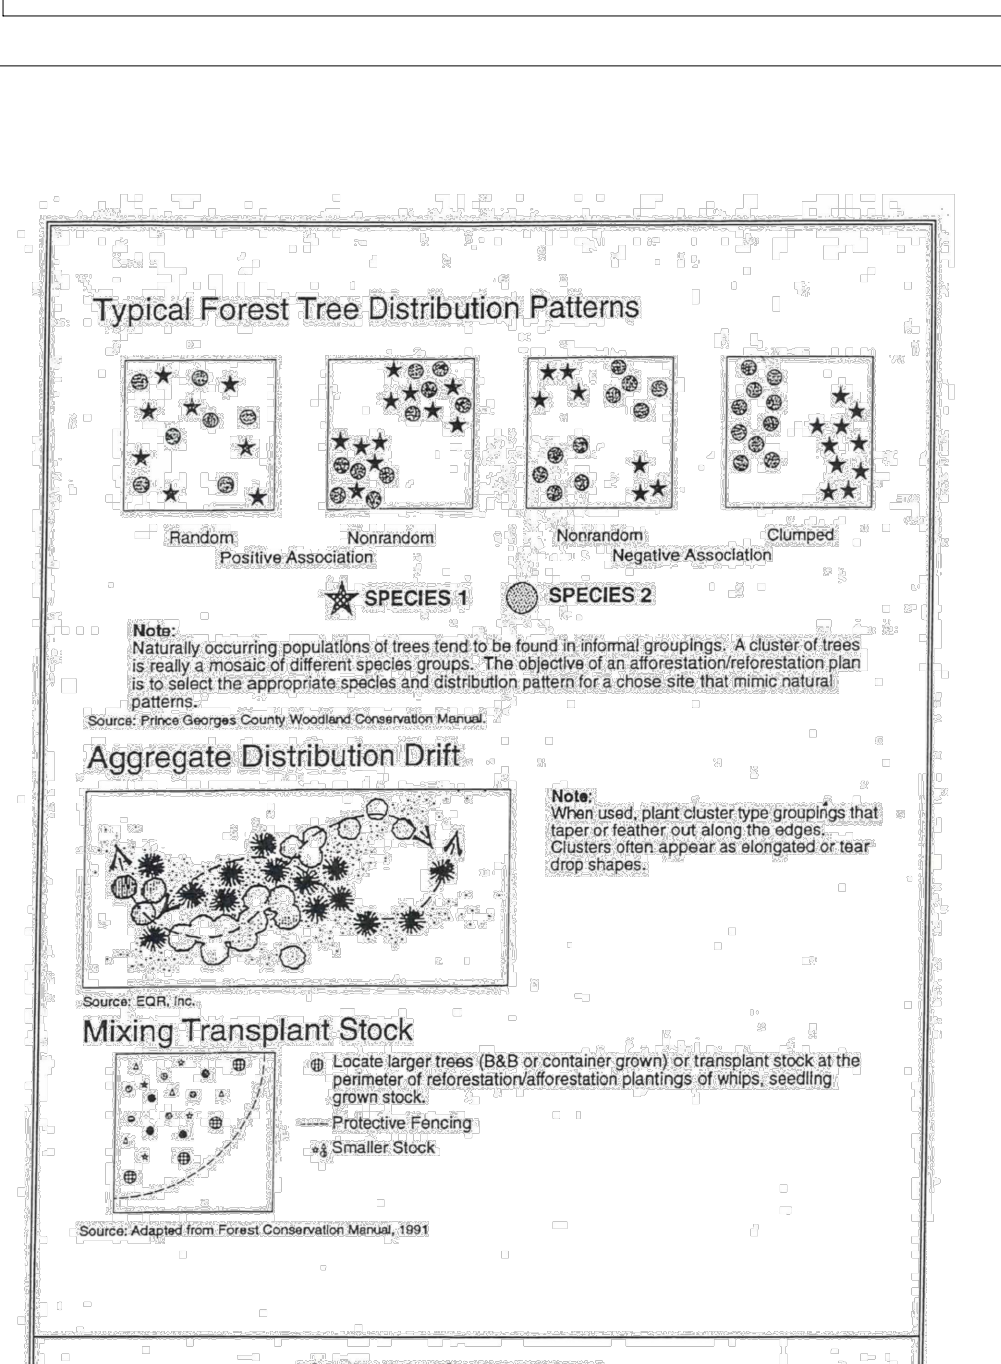 Typical Forest Tree Distribution Patterns
Random
Nonrandom
Nonrandom
Clumped
Positive Association
Negative Association
SPECIES 1
SPECIES 2
Note:
Naturally occurring populations of trees tend to be found in informal groupings. A cluster of trees
is really a mosaic of different species groups. The objective of an afforestation/reforestation plan
is to select the appropriate species and distribution pattern for a chose site that mimic natural
patterns.
Source: Prince Georges County Woodland Conservation Manual.
Aggregate Distribution Drift
Note:
When used, plant cluster type groupings that
taper or feather out along the edges.
Clusters often appear as elongated or tear
drop shapes.
Source: EQR, Inc.
Mixing Transplant Stock
Locate larger trees (B&B or container grown) or transplant stock at the
perimeter of reforestation/afforestation plantings of whips, seedling
grown stock.
Protective Fencing
Smaller Stock
Source: Adapted from Forest Conservation Manual, 1991